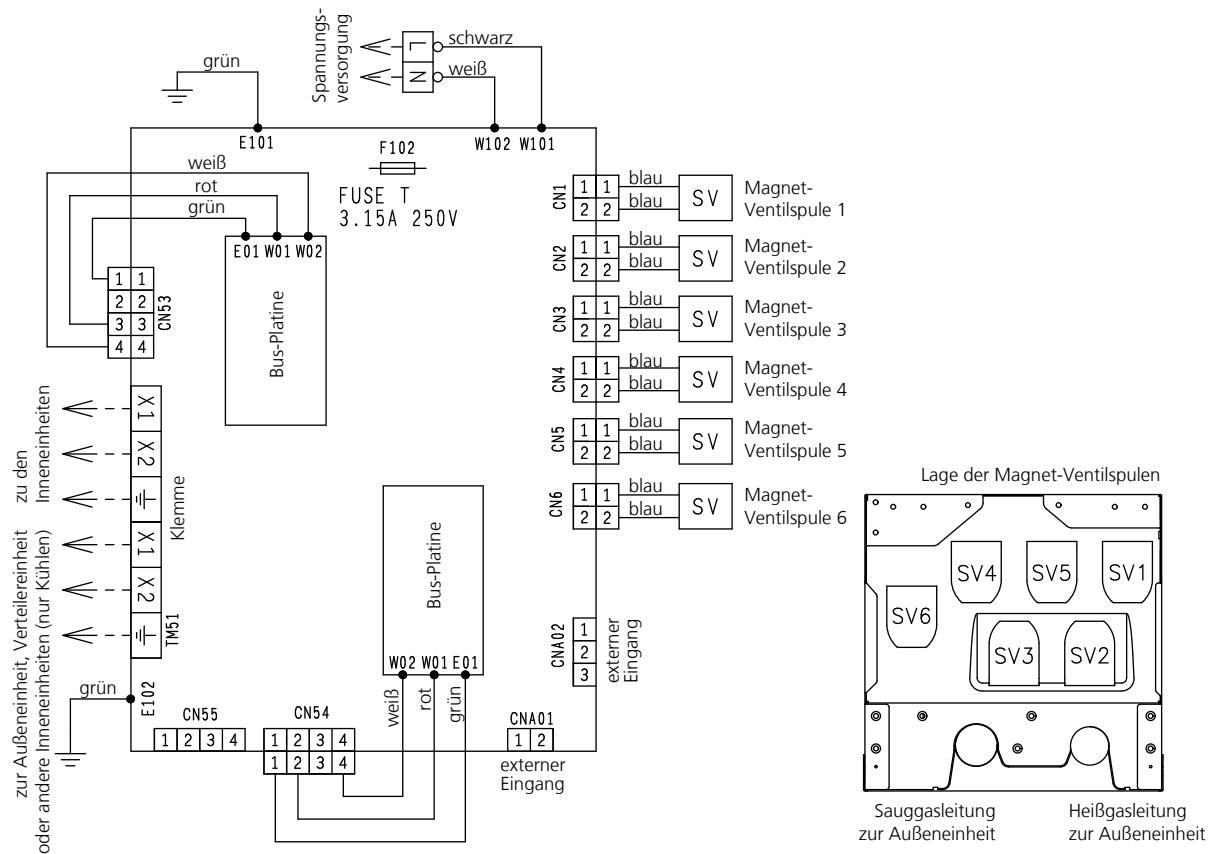 Spannungs-
versorgung
L
N
schwarz
weiß
grün
E101
W102 W101
F102
FUSE T
3.15A 250V
weiß
rot
grün
E01 W01 W02
Bus-Platine
1 1
2 2
3 3
4 4
CN53
CN1
1 1
2 2
blau
blau
SV
Magnet-
Ventilspule 1
CN2
1 1
2 2
blau
blau
SV
Magnet-
Ventilspule 2
CN3
1 1
2 2
blau
blau
SV
Magnet-
Ventilspule 3
CN4
1 1
2 2
blau
blau
SV
Magnet-
Ventilspule 4
CN5
1 1
2 2
blau
blau
SV
Magnet-
Ventilspule 5
CN6
1 1
2 2
blau
blau
SV
Magnet-
Ventilspule 6
zu den
Inneneinheiten
X1
X2
Klemme
zur Außeneinheit, Verteilereinheit
oder andere Inneneinheiten (nur Kühlen)
X1
X2
TM51
grün
E102
Bus-Platine
W02 W01 E01
weiß
rot
grün
CNA02
1
2
3
externer
Eingang
CN55
1 2 3 4
CN54
1 2 3 4
1 2 3 4
CNA01
1 2
externer
Eingang
Lage der Magnet-Ventilspulen
SV4
SV5
SV1
SV6
SV3
SV2
Sauggasleitung
zur Außeneinheit
Heißgasleitung
zur Außeneinheit